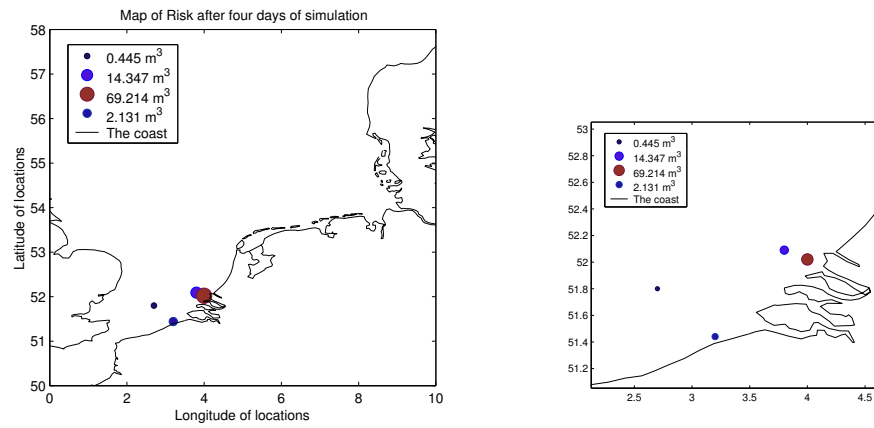 Map of Risk after four days of simulation
58
57
56
55
54
53
52
51
50
0 2 4 6 8 10
Latitude of locations
Longitude of locations
0.445 m³
14.347 m³
69.214 m³
2.131 m³
The coast
53
52.8
52.6
52.4
52.2
52
51.8
51.6
51.4
51.2
2.5 3 3.5 4 4.5
0.445 m³
14.347 m³
69.214 m³
2.131 m³
The coast